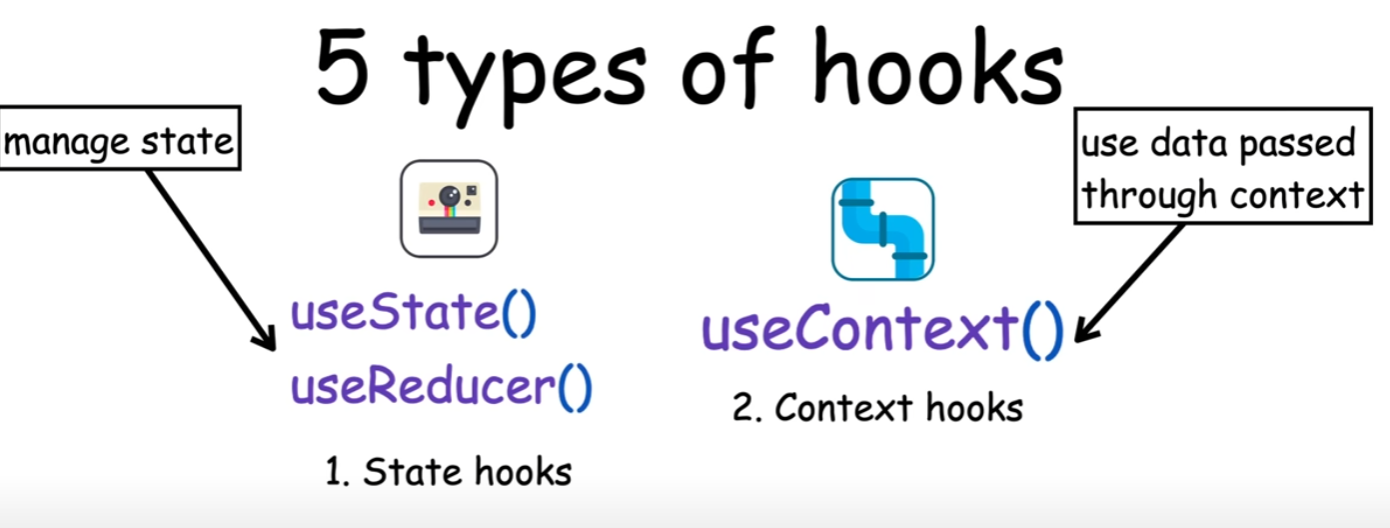 5 types of hooks
manage state
use data passed
through context
useState()
useReducer()
1. State hooks
useContext()
2. Context hooks